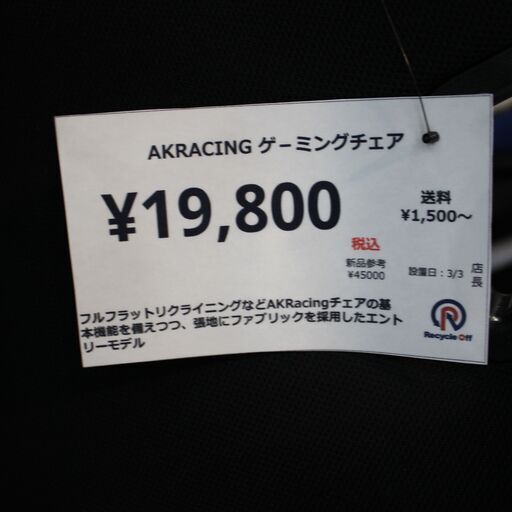 AKRACING ゲーミングチェア
¥19,800
税込
送料
¥1,500～
新品参考
¥45000
設置日：3/3
店長
フルフラットリクライニングなどAKRacingチェアの基
本機能を備えつつ、張地にファブリックを採用したエント
リーモデル
Recycle Off